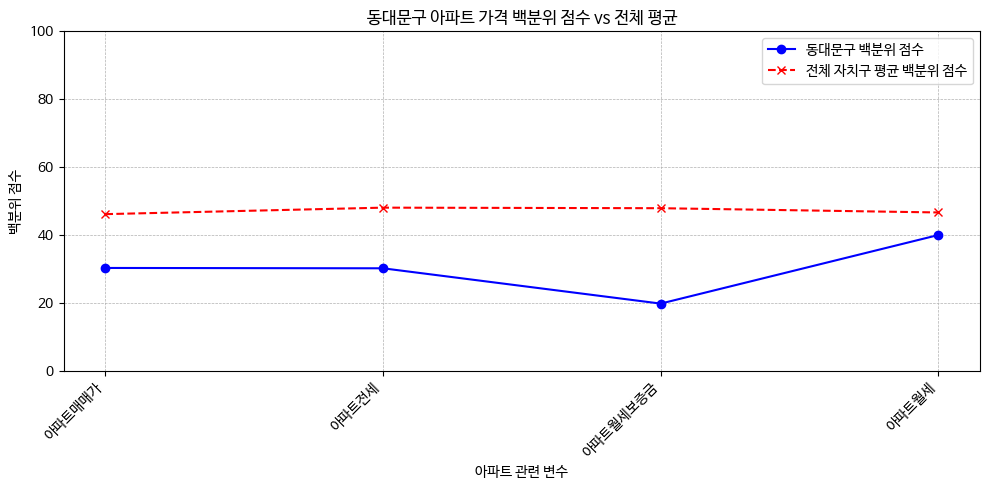 동대문구 아파트 가격 백분위 점수 vs 전체 평균
동대문구 백분위 점수
전체 자치구 평균 백분위 점수
백분위 점수
100
80
60
40
20
0
아파트매매가
아파트전세
아파트월세보증금
아파트월세
아파트 관련 변수